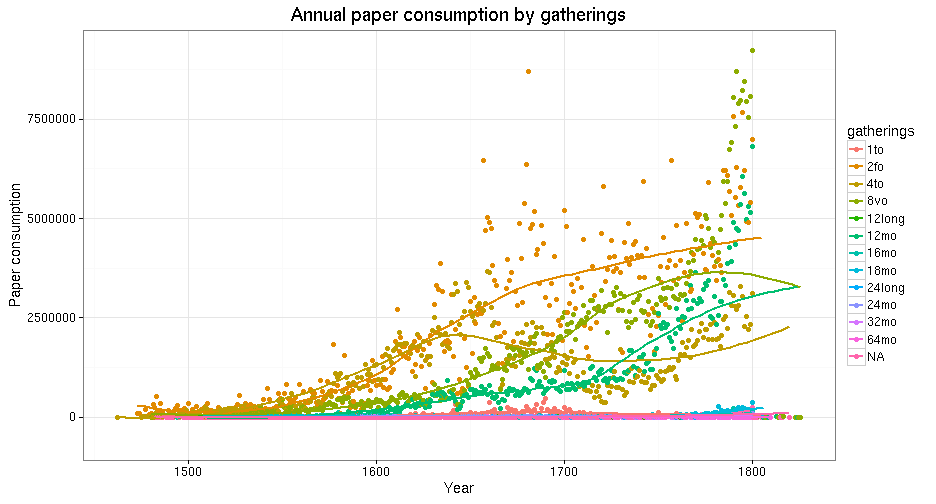 Annual paper consumption by gatherings
Paper consumption
7500000
5000000
2500000
0
1500
1600
1700
1800
Year
gatherings
1to
2fo
4to
8vo
12long
12mo
16mo
18mo
24long
24mo
32mo
64mo
NA